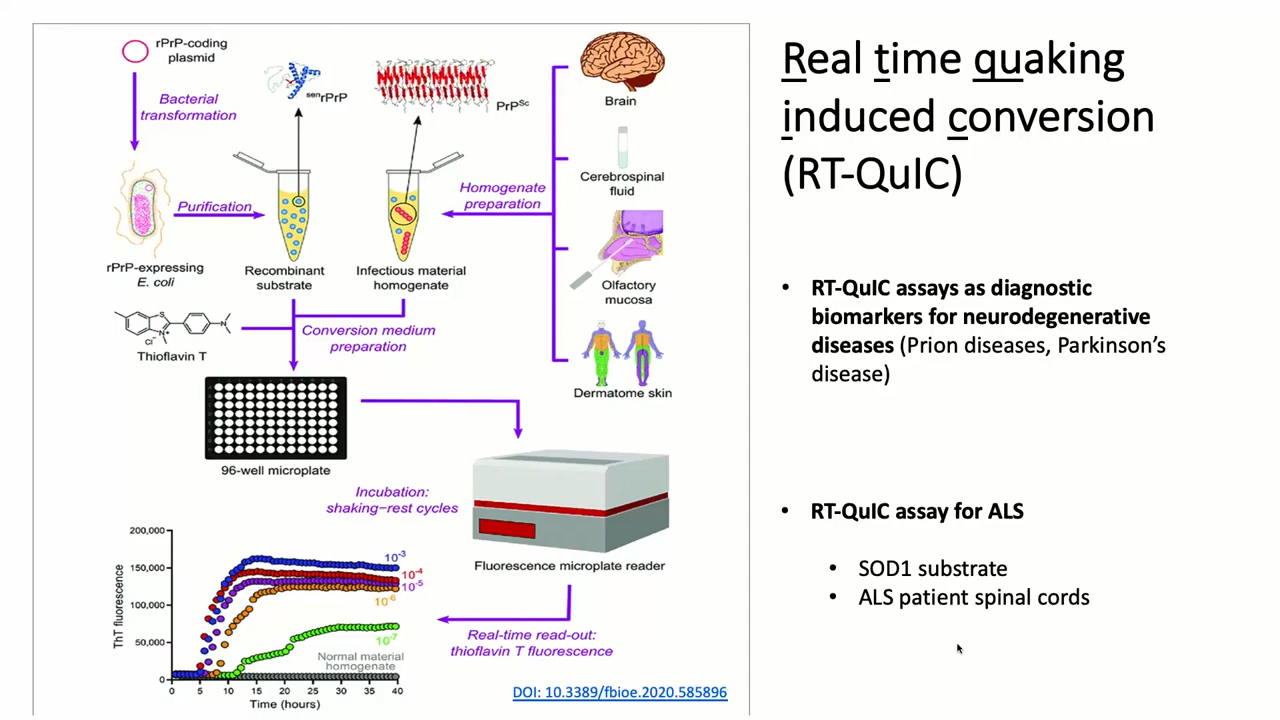 rPrP-coding
plasmid
Bacterial
transformation
rPrP-expressing
E. coli
Purification
senrPrP
PrPSc
Recombinant
substrate
Infectious material
homogenate
Homogenate
preparation
Brain
Cerebrospinal
fluid
Olfactory
mucosa
Dermatome skin
S
N+
N
Cl-
Thioflavin T
Conversion medium
preparation
96-well microplate
Incubation:
shaking–rest cycles
Fluorescence microplate reader
Real-time read-out:
thioflavin T fluorescence
ThT fluorescence
200,000
150,000
100,000
50,000
0
0 5 10 15 20 25 30 35 40
Time (hours)
10-3
10-4
10-5
10-6
10-7
Normal material
homogenate
DOI: 10.3389/fbioe.2020.585896
Real time quaking
induced conversion
(RT-QuIC)
• RT-QuIC assays as diagnostic
biomarkers for neurodegenerative
diseases (Prion diseases, Parkinson’s
disease)
• RT-QuIC assay for ALS
• SOD1 substrate
• ALS patient spinal cords